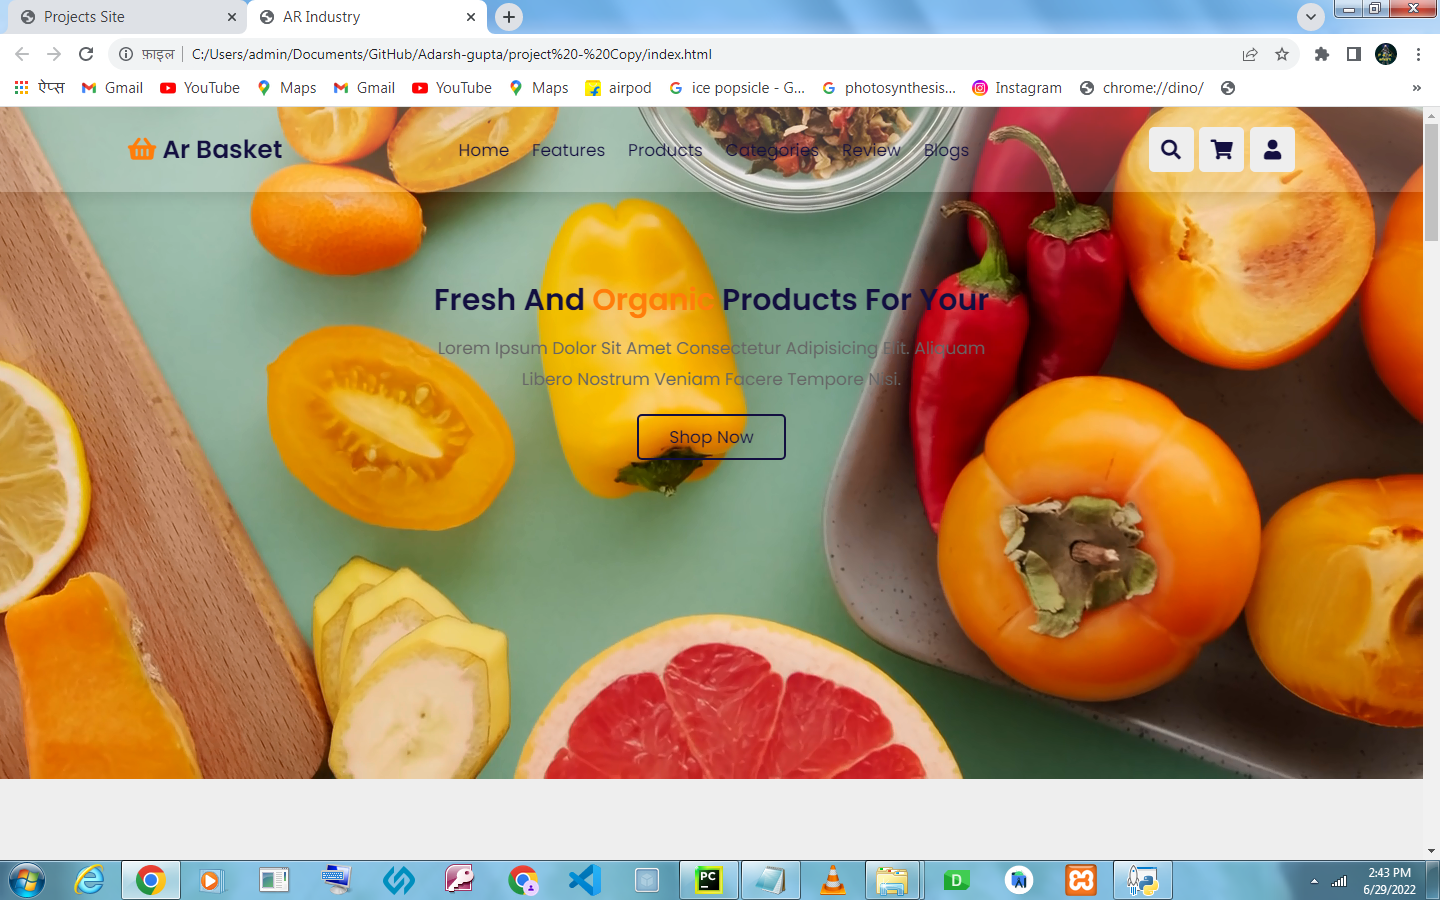 Projects Site
AR Industry
फ़ाइल
C:/Users/admin/Documents/GitHub/Adarsh-gupta/project%20-%20Copy/index.html
ऐप्स
Gmail
YouTube
Maps
Gmail
YouTube
Maps
airpod
ice popsicle - G...
photosynthesis...
Instagram
chrome://dino/
»
Ar Basket
Home
Features
Products
Categories
Review
Blogs
Fresh And Organic Products For Your
Lorem Ipsum Dolor Sit Amet Consectetur Adipisicing Elit. Aliquam
Libero Nostrum Veniam Facere Tempore Nisi.
Shop Now
PC
D
2:43 PM
6/29/2022